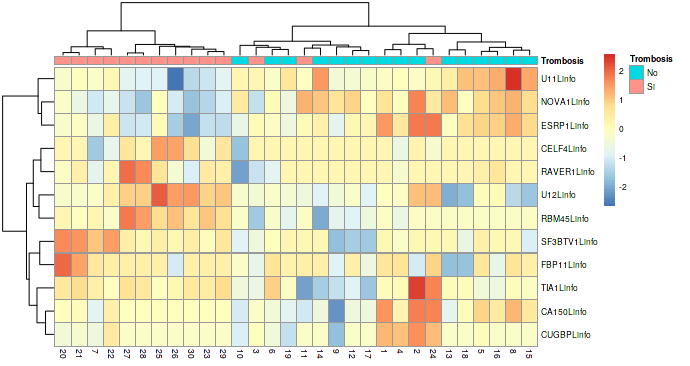 Trombosis
Trombosis
No
SI
2
1
0
-1
-2
U11Linfo
NOVA1Linfo
ESRP1Linfo
CELF4Linfo
RAVER1Linfo
U12Linfo
RBM45Linfo
SF3BTV1Linfo
FBP11Linfo
TIA1Linfo
CA150Linfo
CUGBPLinfo
20 21 7 22 27 28 25 26 30 23 29 10 3 6 19 11 14 9 12 17 1 4 2 24 13 18 5 16 8 15